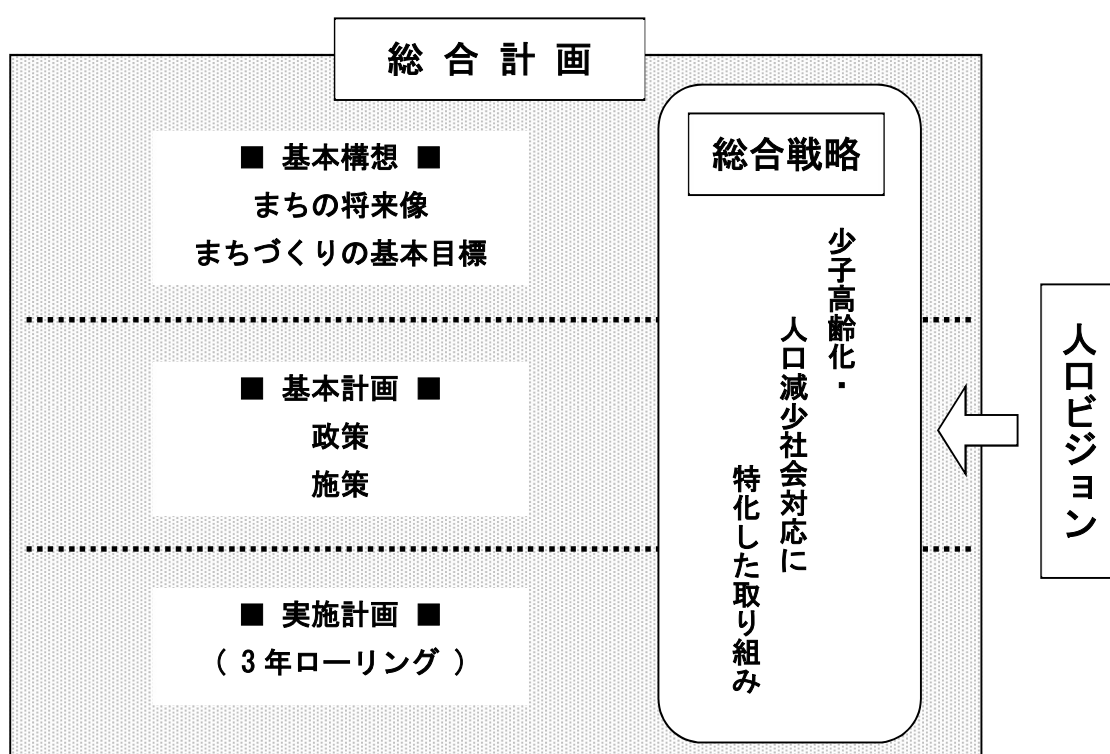 総合計画
■ 基本構想 ■
まちの将来像
まちづくりの基本目標
■ 基本計画 ■
政策
施策
■ 実施計画 ■
（3年ローリング）
総合戦略
少子高齢化・
人口減少社会対応に
特化した取り組み
人口ビジョン